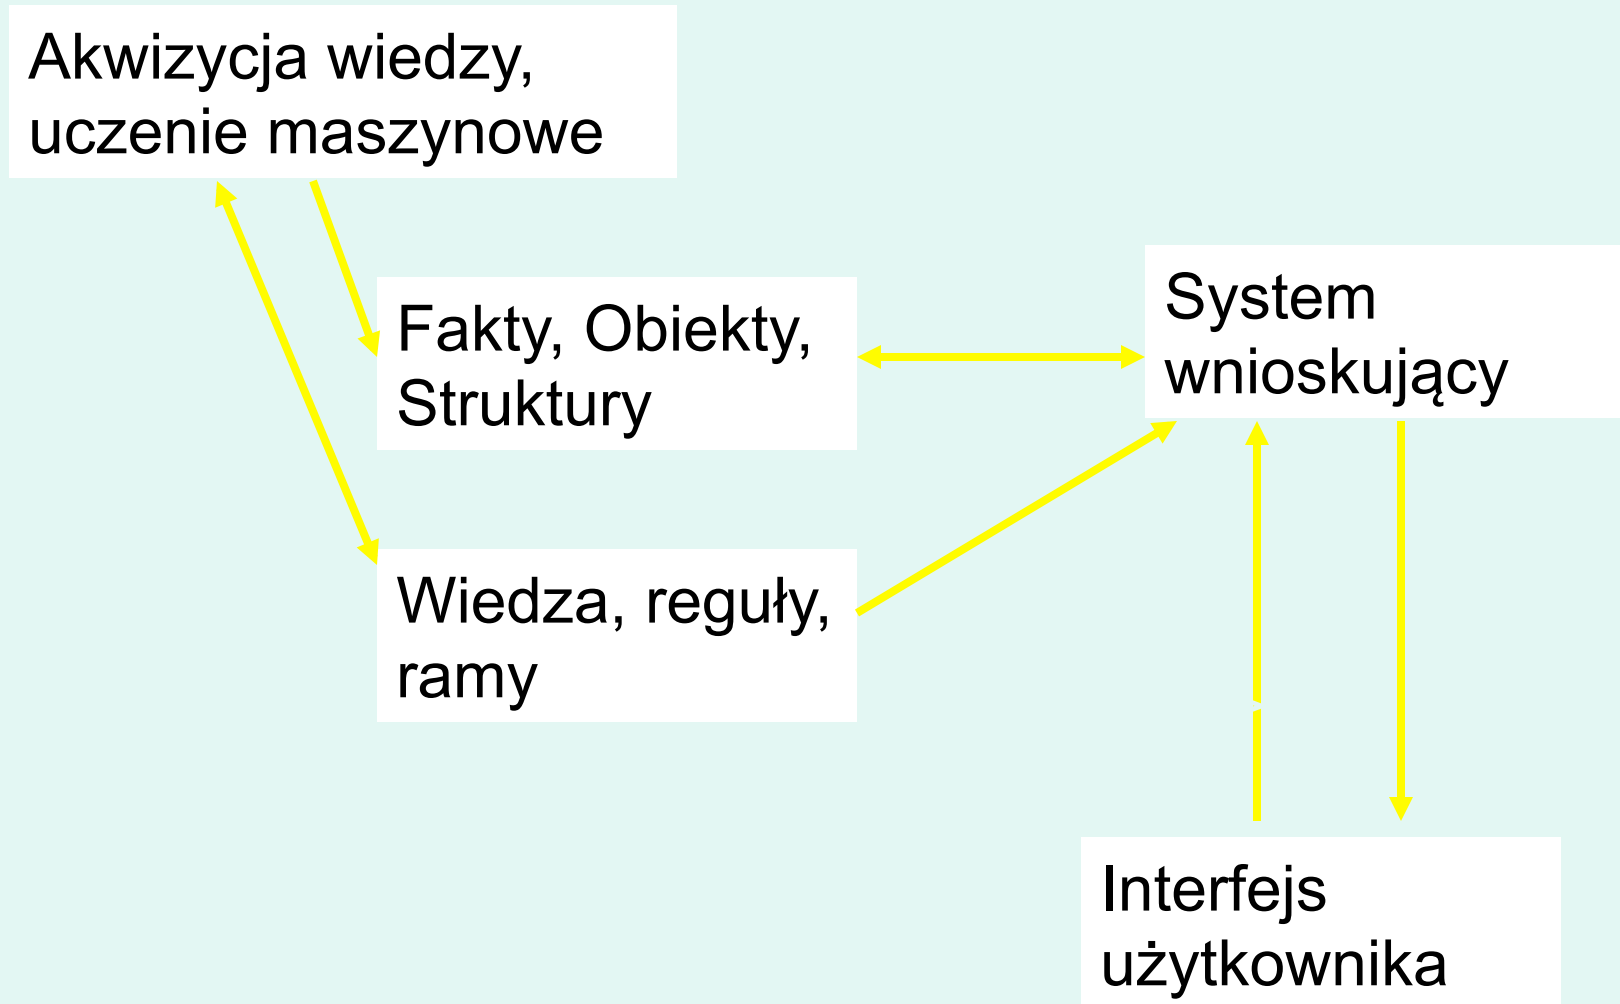 Akwizycja wiedzy,
uczenie maszynowe
Fakty, Obiekty,
Struktury
System
wnioskujący
Wiedza, reguły,
ramy
Interfejs
użytkownika